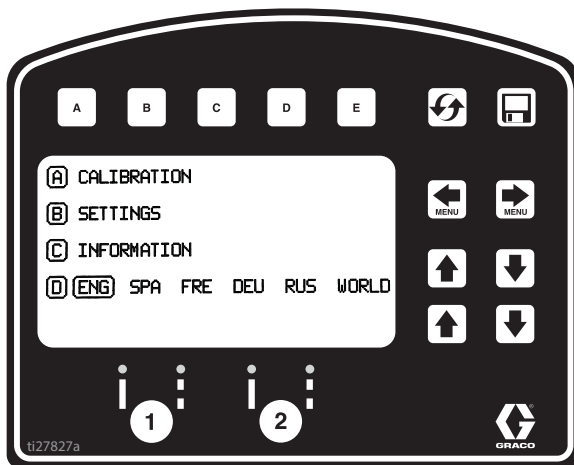 A B C D E
A CALIBRATION
MENU MENU
B SETTINGS
C INFORMATION
D ENG SPA FRE DEU RUS WORLD
1 2
ti27827a
GRACO